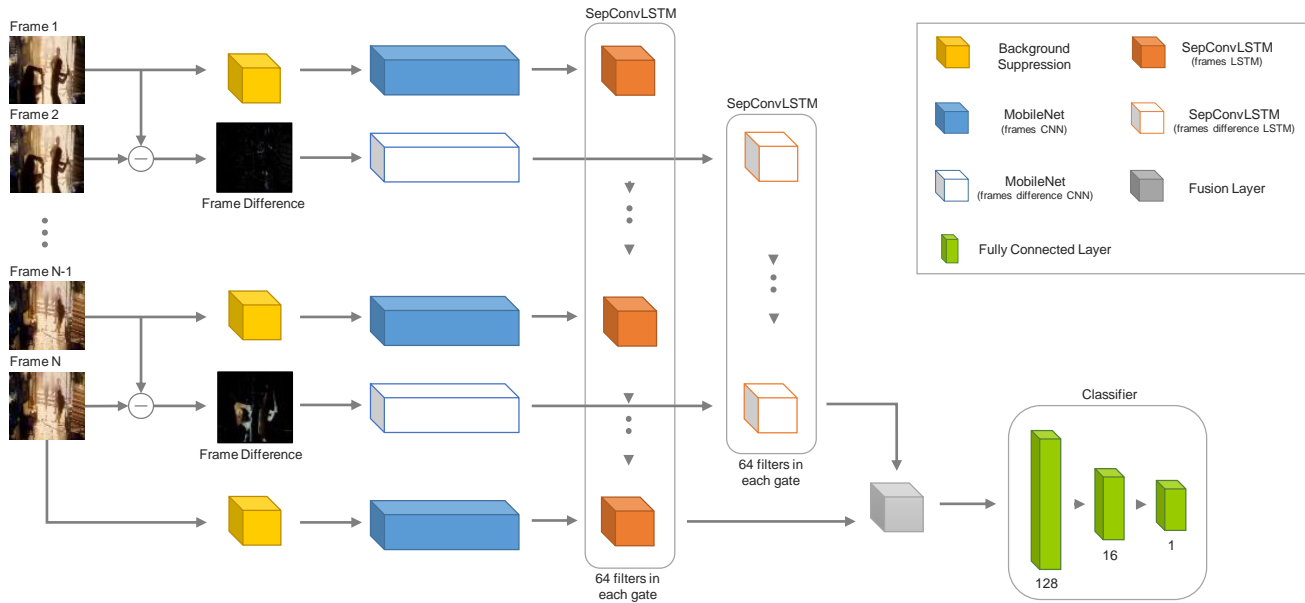 SepConvLSTM
Frame 1
Frame 2
Frame Difference
SepConvLSTM
Frame N-1
Frame N
Frame Difference
64 filters in
each gate
64 filters in
each gate
Background
Suppression
SepConvLSTM
(frames LSTM)
MobileNet
(frames CNN)
SepConvLSTM
(frames difference LSTM)
MobileNet
(frames difference CNN)
Fusion Layer
Fully Connected Layer
Classifier
128
16
1